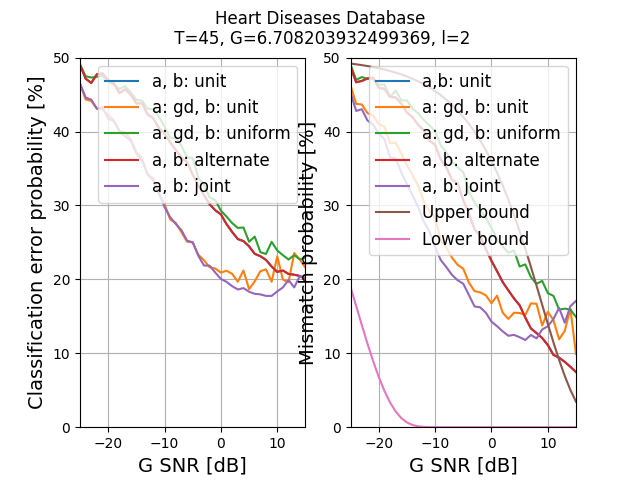 Heart Diseases Database
T=45, G=6.708203932499369, l=2
Classification error probability [%]
50
40
30
20
10
0
a, b: unit
a: gd, b: unit
a: gd, b: uniform
a, b: alternate
a, b: joint
−20
−10
0
10
G SNR [dB]
Mismatch probability [%]
50
40
30
20
10
0
a,b: unit
a: gd, b: unit
a: gd, b: uniform
a, b: alternate
a, b: joint
Upper bound
Lower bound
−20
−10
0
10
G SNR [dB]